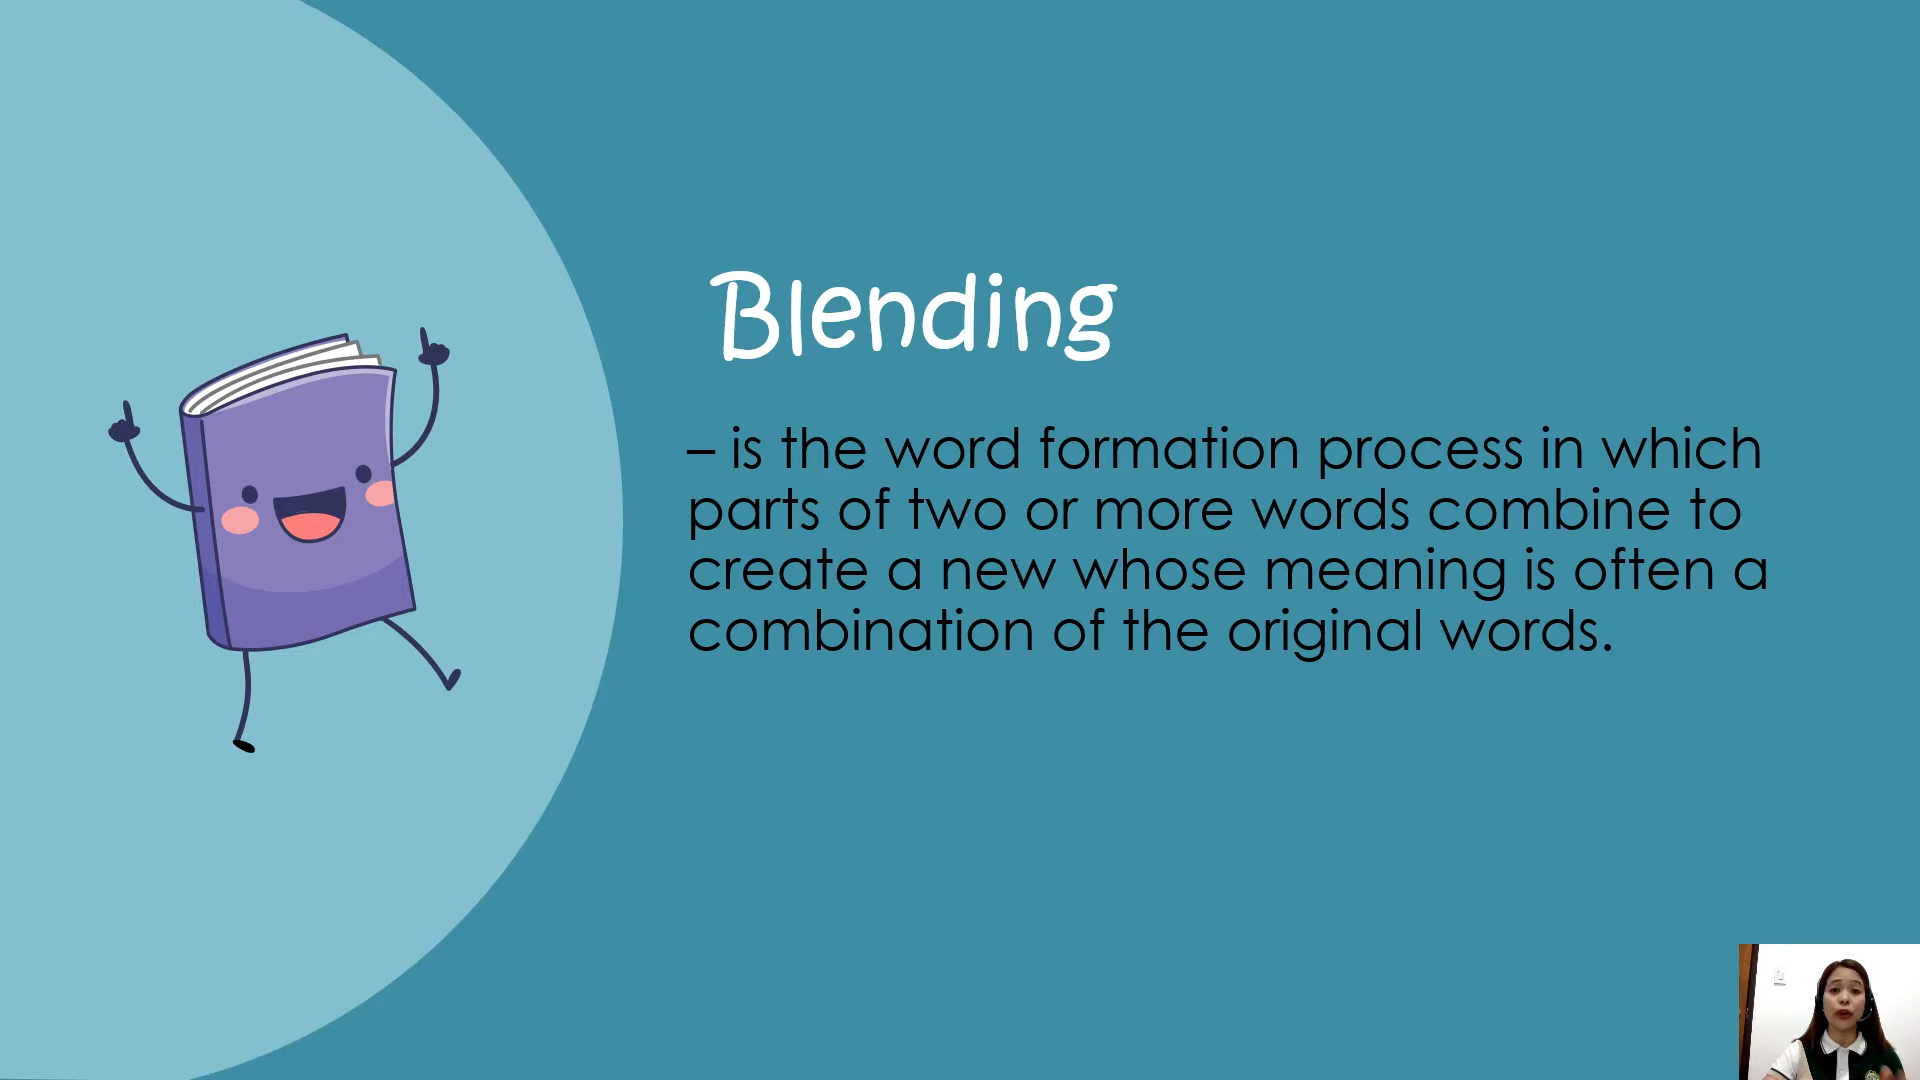 Blending
– is the word formation process in which
parts of two or more words combine to
create a new whose meaning is often a
combination of the original words.